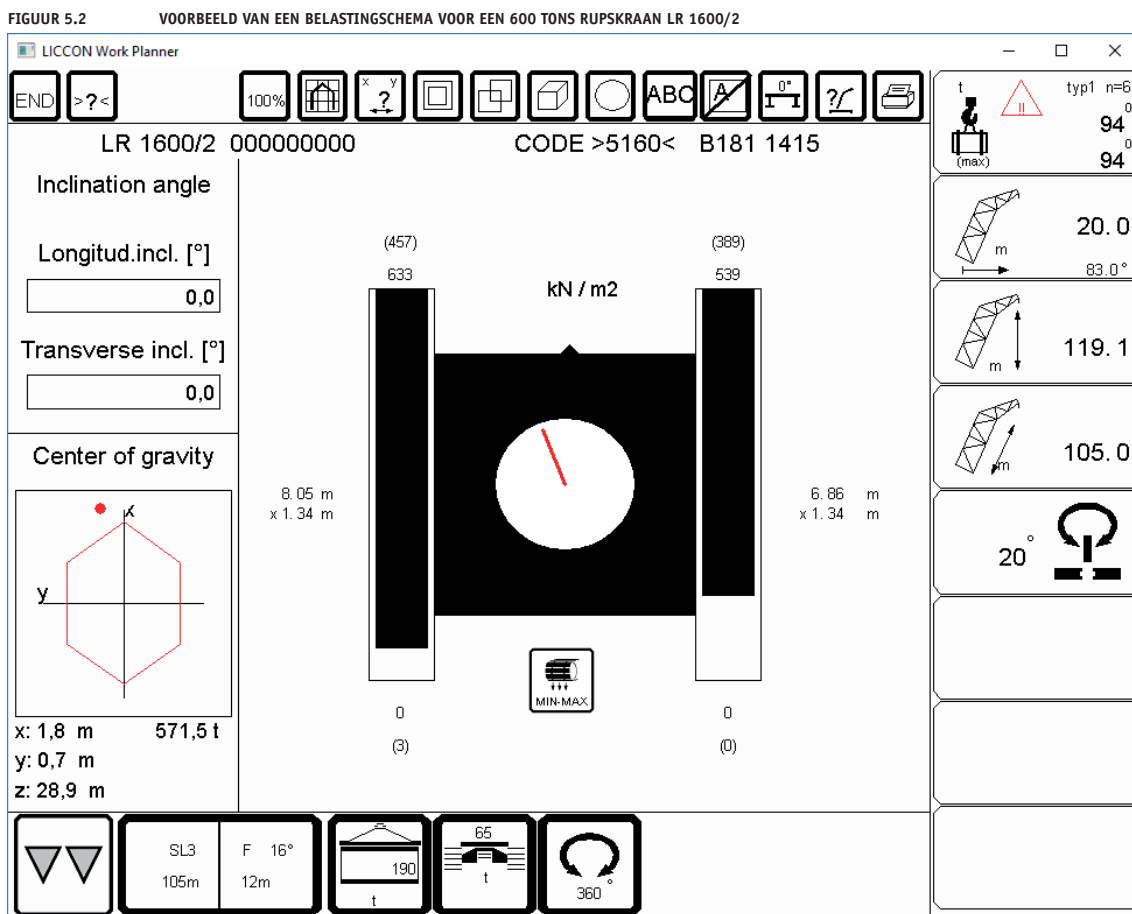 FIGUUR 5.2 VOORBEELD VAN EEN BELASTINGSCHEMA VOOR EEN 600 TONS RUPSKRAAN LR 1600/2
LICCON Work Planner
END >?< 100% x y ? ABC A 0° ?
LR 1600/2 000000000 CODE >5160< B181 1415
Inclination angle
Longitud.incl. [°]
0,0
Transverse incl. [°]
0,0
Center of gravity
x
y
x: 1,8 m 571,5 t
y: 0,7 m
z: 28,9 m
(457)
633
(389)
539
kN / m2
8.05 m
x 1.34 m
6.86 m
x 1.34 m
MIN-MAX
0
(3)
0
(0)
t !! typ1 n=6
0
94
0
94
(max)
20.0
m
83.0°
119.1
m
105.0
m
20°
SL3 F 16°
105m 12m
190
t
65
t
360°